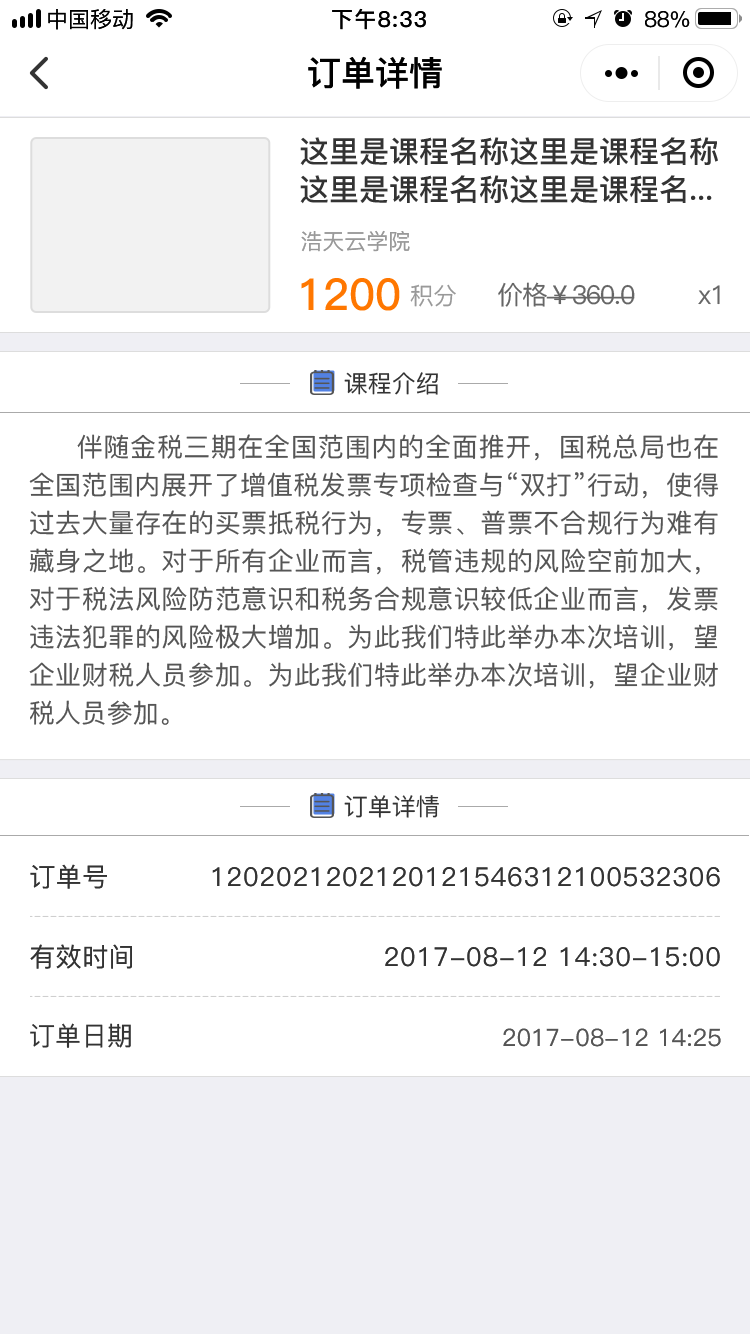 中国移动 下午8:33 88%
订单详情
这里是课程名称这里是课程名称
这里是课程名称这里是课程名...
浩天云学院
1200 积分 价格¥360.0 x1
课程介绍
伴随金税三期在全国范围内的全面推开，国税总局也在
全国范围内展开了增值税发票专项检查与“双打”行动，使得
过去大量存在的买票抵税行为，专票、普票不合规行为难有
藏身之地。对于所有企业而言，税管违规的风险空前加大，
对于税法风险防范意识和税务合规意识较低企业而言，发票
违法犯罪的风险极大增加。为此我们特此举办本次培训，望
企业财税人员参加。为此我们特此举办本次培训，望企业财
税人员参加。
订单详情
订单号 1202021202120121546312100532306
有效时间 2017-08-12 14:30-15:00
订单日期 2017-08-12 14:25